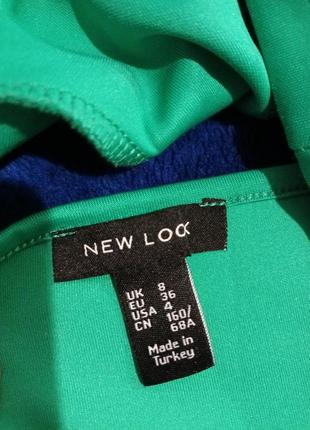 NEW LOOK
UK 8
EU 36
USA 4
CN 160/
68A
Made in
Turkey